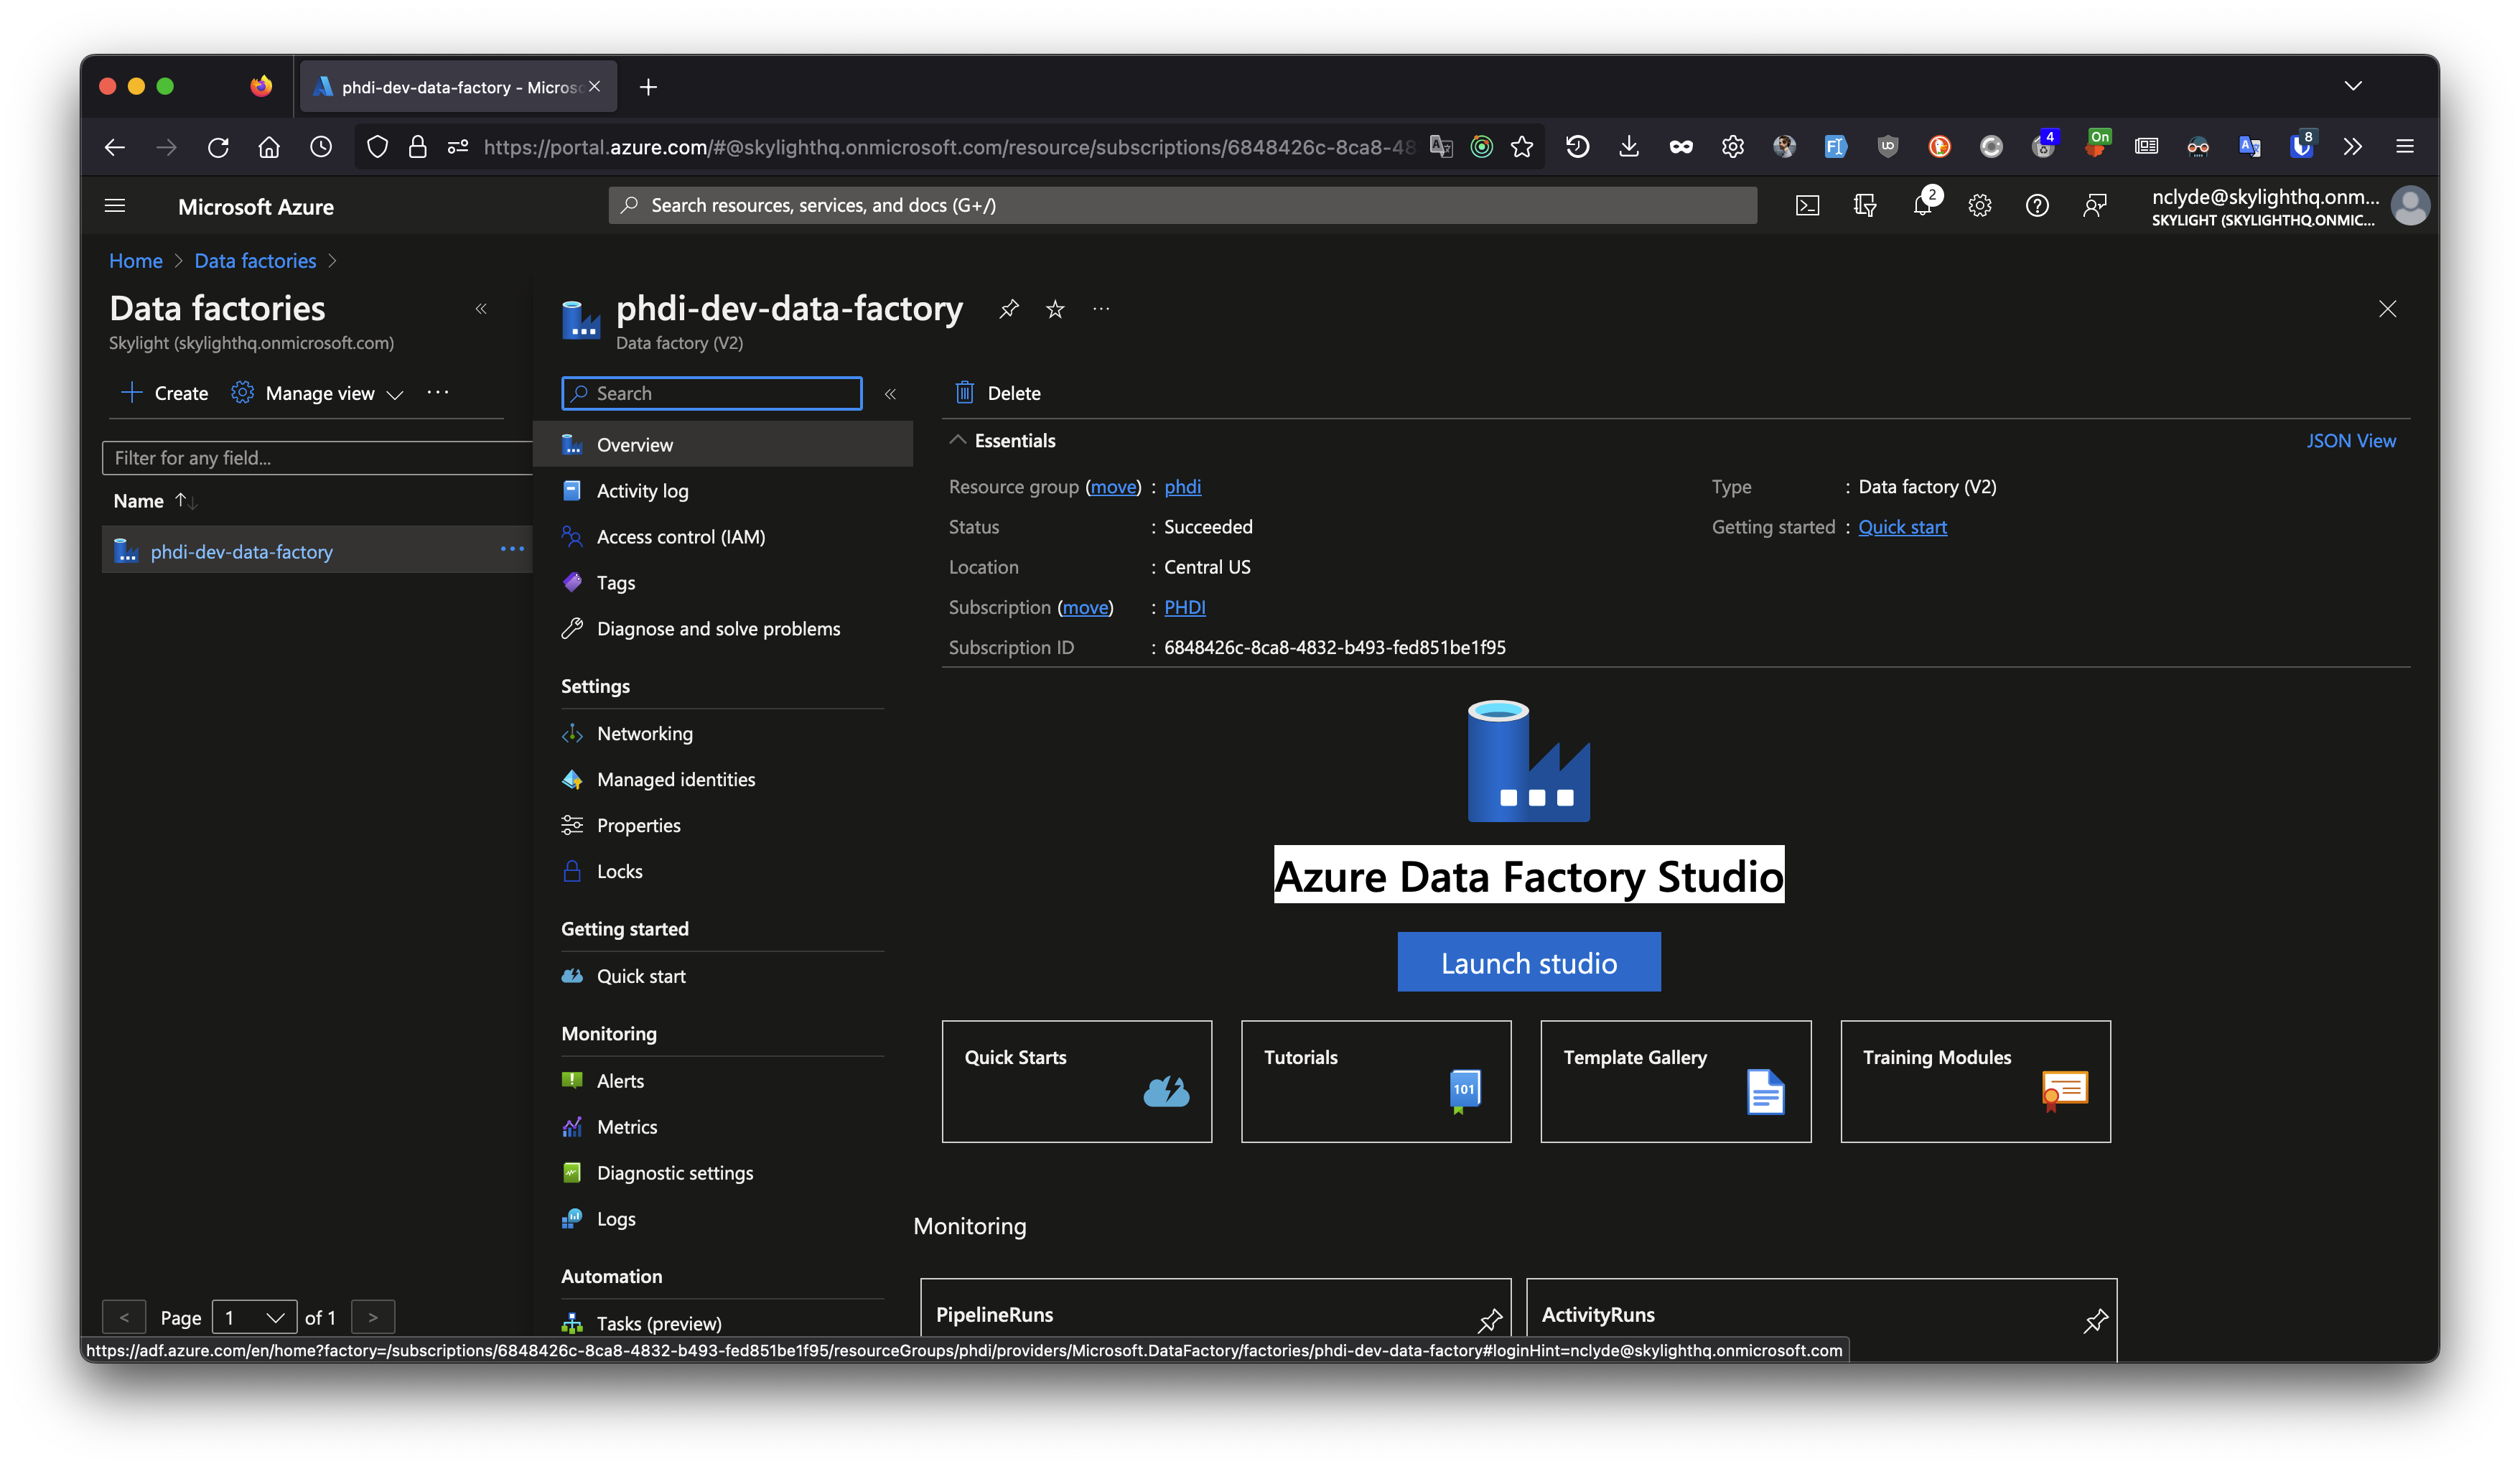 phdi-dev-data-factory - Micros
https://portal.azure.com/#@skylighthq.onmicrosoft.com/resource/subscriptions/6848426c-8ca8-48
4
On
8
Microsoft Azure
Search resources, services, and docs (G+/)
2
nclyde@skylighthq.onm...
SKYLIGHT (SKYLIGHTHQ.ONMIC...
Home > Data factories >
Data factories
Skylight (skylighthq.onmicrosoft.com)
Create
Manage view
Filter for any field...
Name
phdi-dev-data-factory
Page 1 of 1
phdi-dev-data-factory
Data factory (V2)
Search
Overview
Activity log
Access control (IAM)
Tags
Diagnose and solve problems
Settings
Networking
Managed identities
Properties
Locks
Getting started
Quick start
Monitoring
Alerts
Metrics
Diagnostic settings
Logs
Automation
Tasks (preview)
Delete
Essentials
JSON View
Resource group (move) : phdi
Status : Succeeded
Location : Central US
Subscription (move) : PHDI
Subscription ID : 6848426c-8ca8-4832-b493-fed851be1f95
Type : Data factory (V2)
Getting started : Quick start
Azure Data Factory Studio
Launch studio
Quick Starts
Tutorials
101
Template Gallery
Training Modules
Monitoring
PipelineRuns
ActivityRuns
https://adf.azure.com/en/home?factory=/subscriptions/6848426c-8ca8-4832-b493-fed851be1f95/resourceGroups/phdi/providers/Microsoft.DataFactory/factories/phdi-dev-data-factory#loginHint=nclyde@skylighthq.onmicrosoft.com